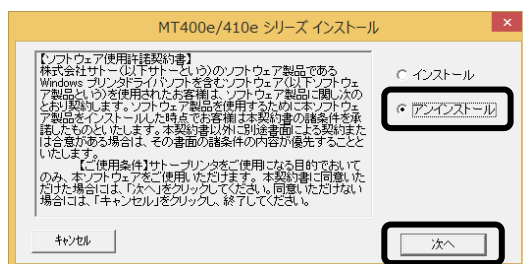 MT400e/410e シリーズ インストール
×
【ソフトウェア使用許諾契約書】
株式会社サトー(以下サトーという)のソフトウェア製品である
Windows プリンタドライバソフトを含むソフトウェア(以下ソフトウェ
ア製品という)を使用されたお客様は、ソフトウェア製品に関し次の
とおり契約します。ソフトウェア製品を使用するために本ソフトウェ
ア製品をインストールした時点でお客様は本契約書の諸条件を承
諾したものといたします。本契約書以外に別途書面による契約また
は合意がある場合は、その書面の諸条件の内容が優先することと
いたします。
【ご使用条件】サトープリンタをご使用になる目的でおいて
のみ、本ソフトウェアをご使用いただけます。本契約書に同意いた
だけた場合には、「次へ」をクリックしてください。同意いただけない
場合には、「キャンセル」をクリックし、終了してください。
インストール
アンインストール
キャンセル
次へ